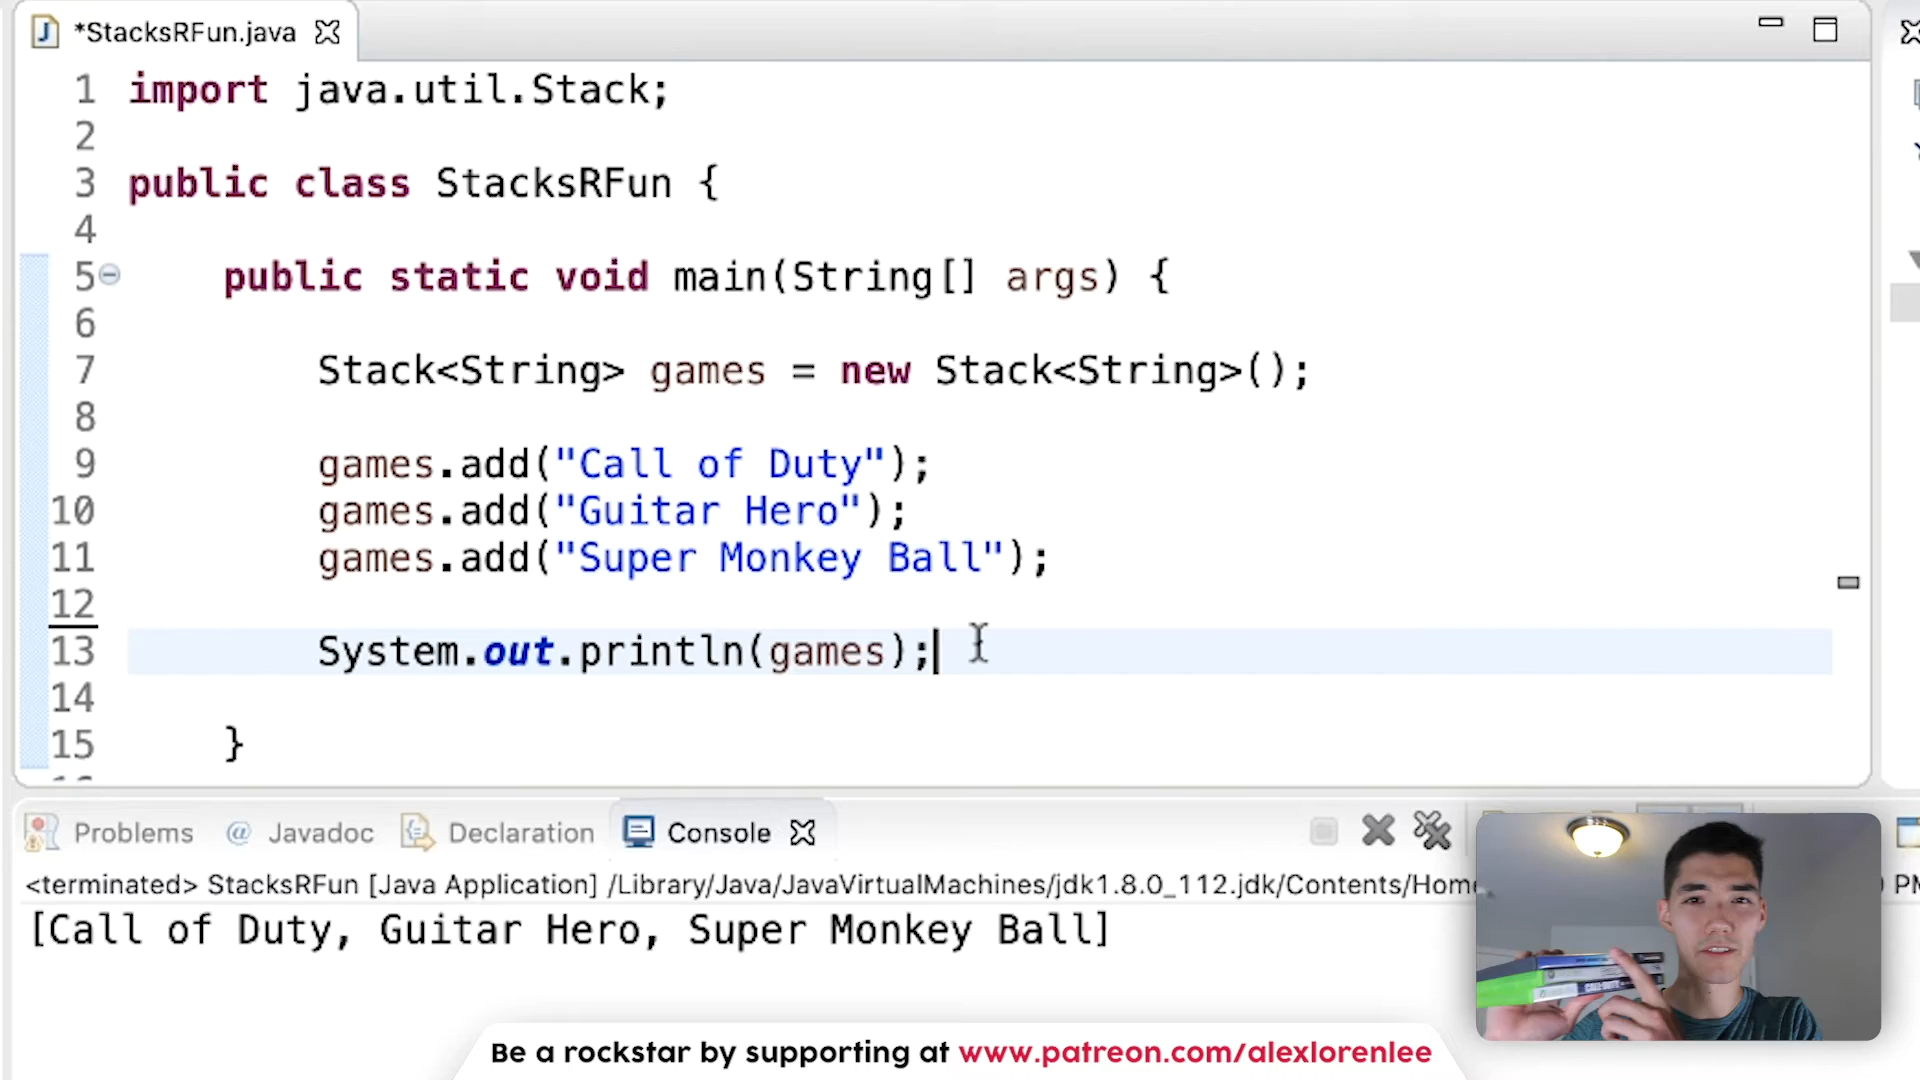 *StacksRFun.java
1 import java.util.Stack;
2
3 public class StacksRFun {
4
5 public static void main(String[] args) {
6
7 Stack<String> games = new Stack<String>();
8
9 games.add("Call of Duty");
10 games.add("Guitar Hero");
11 games.add("Super Monkey Ball");
12
13 System.out.println(games);
14
15 }
Problems @ Javadoc Declaration Console
<terminated> StacksRFun [Java Application] /Library/Java/JavaVirtualMachines/jdk1.8.0_112.jdk/Contents/Home
[Call of Duty, Guitar Hero, Super Monkey Ball]
Be a rockstar by supporting at www.patreon.com/alexlorenlee